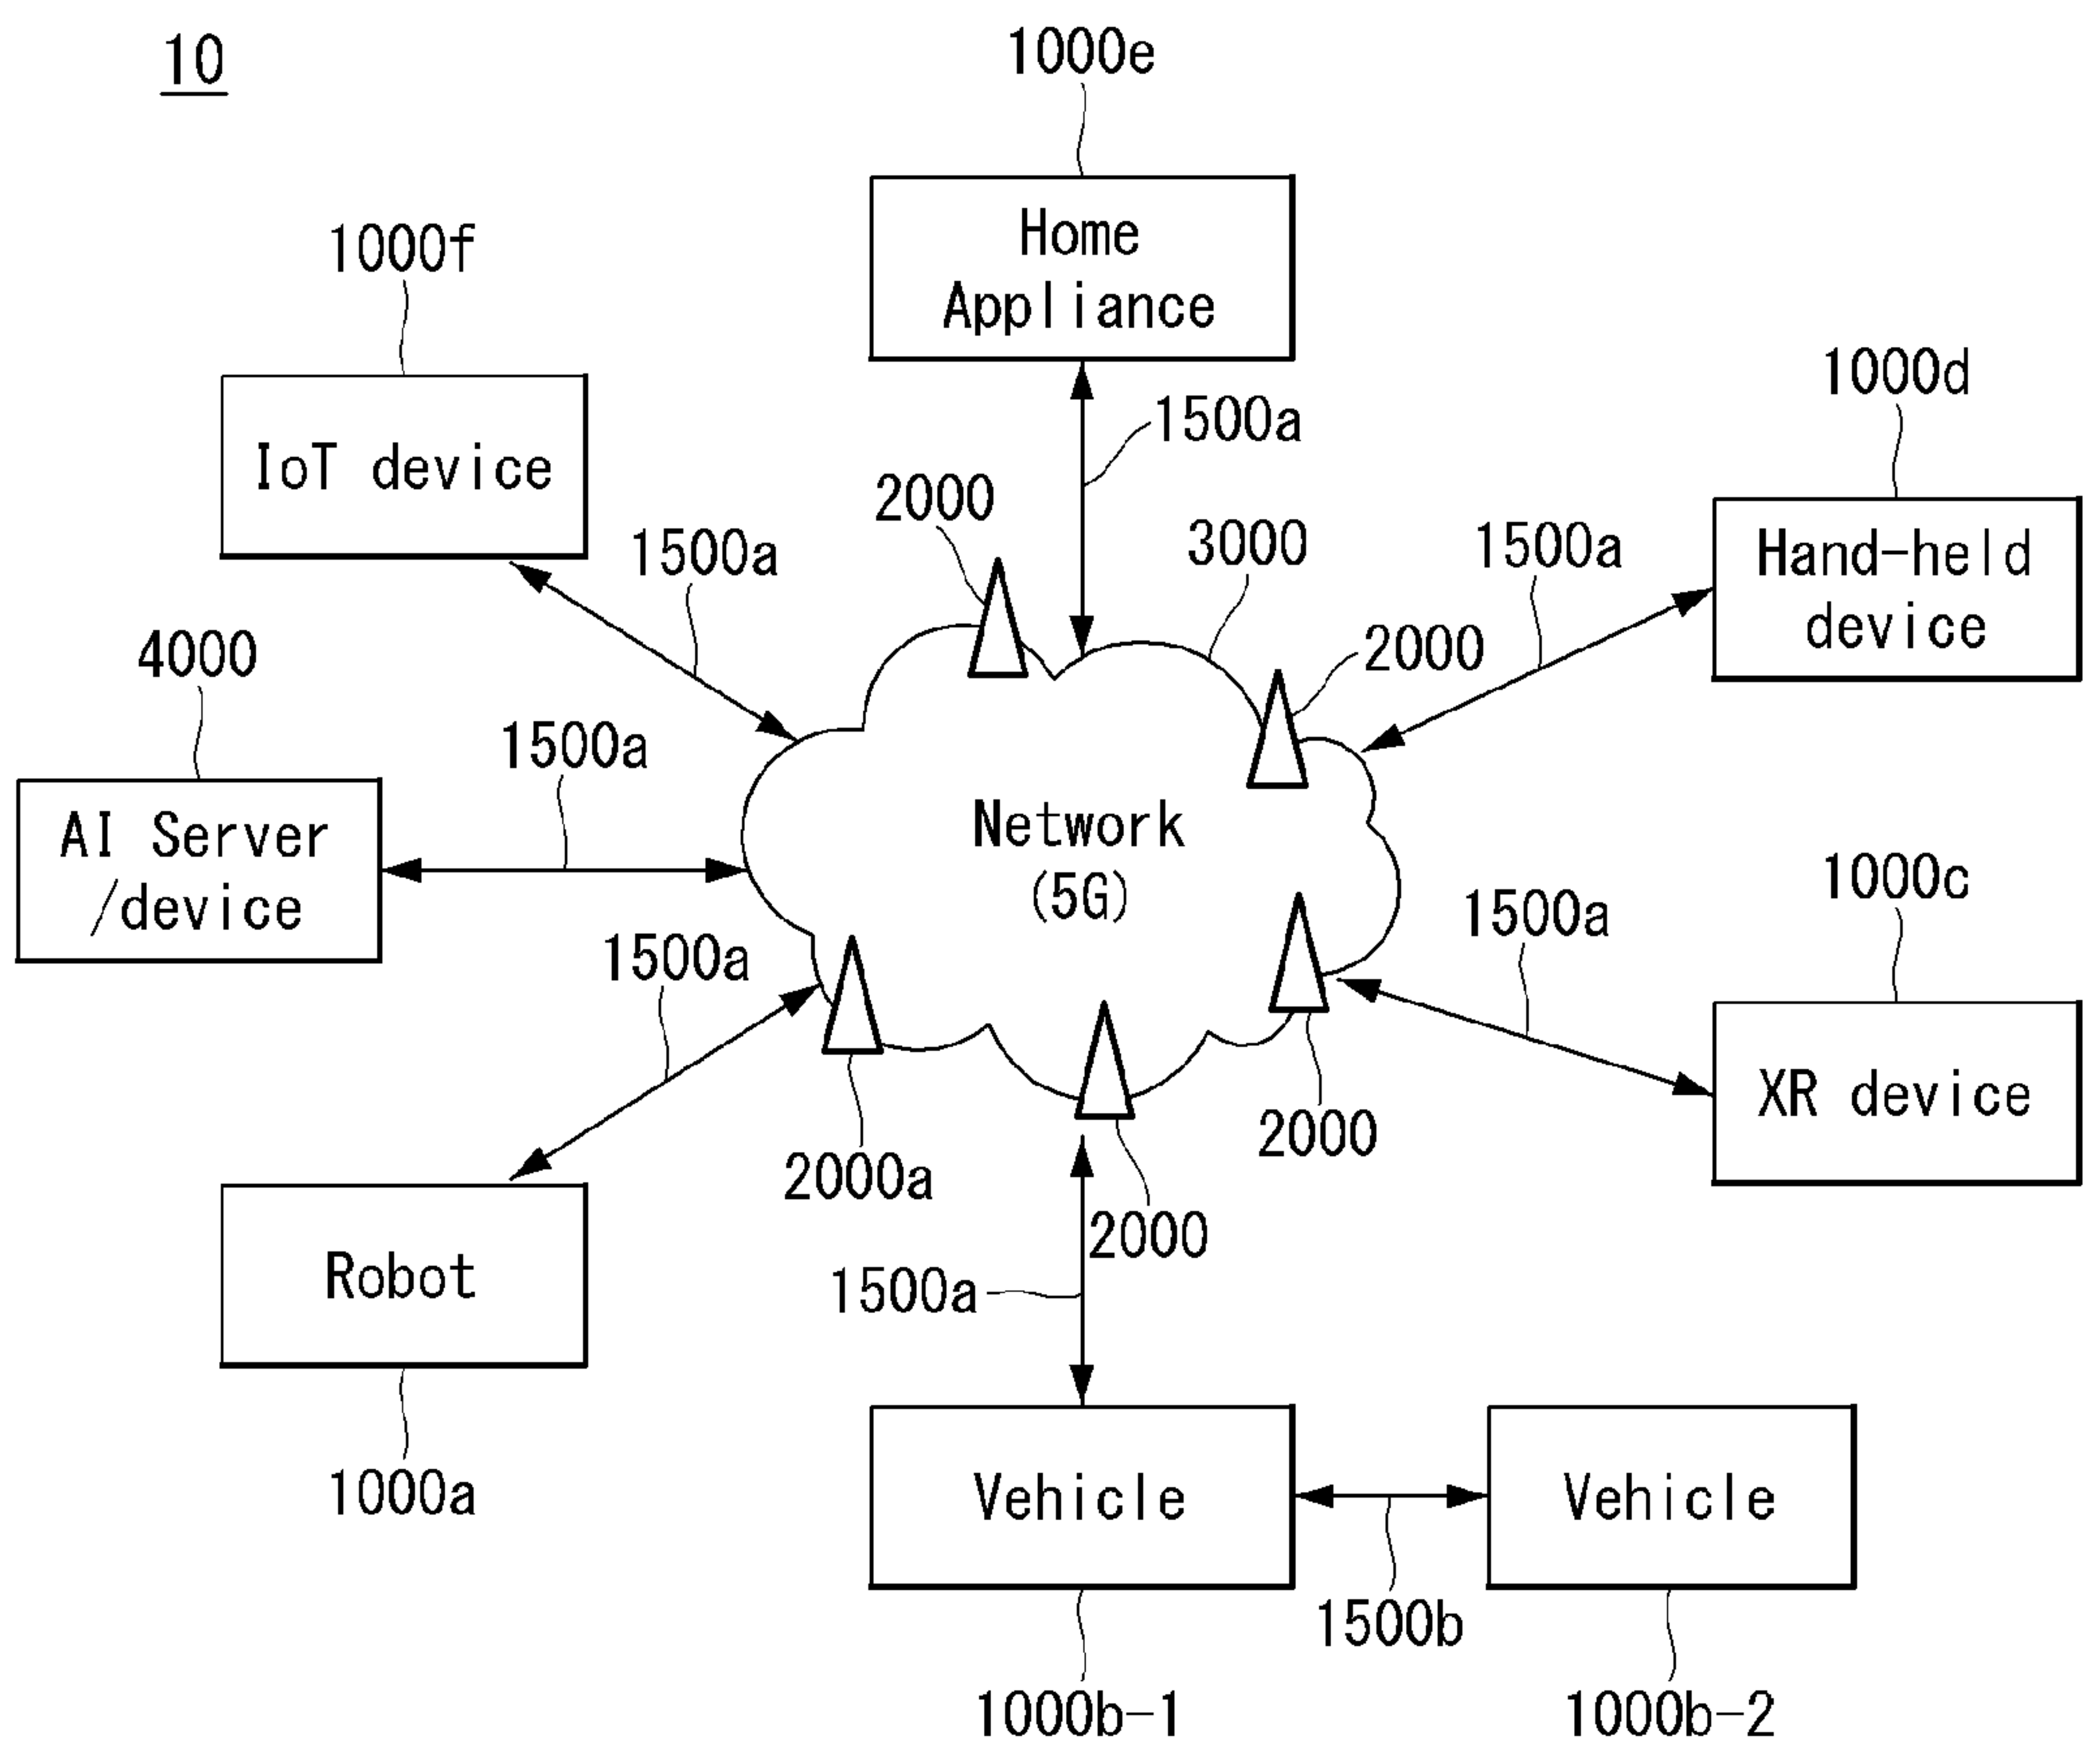 10
1000e
Home
Appliance
1000f
IoT device
1500a
1500a
2000
3000
1000d
1500a
Hand-held
device
2000
4000
AI Server
/device
1500a
Network
(5G)
1000c
1500a
XR device
1500a
2000a
2000
2000
Robot
1000a
1500a
Vehicle
Vehicle
1500b
1000b-1
1000b-2